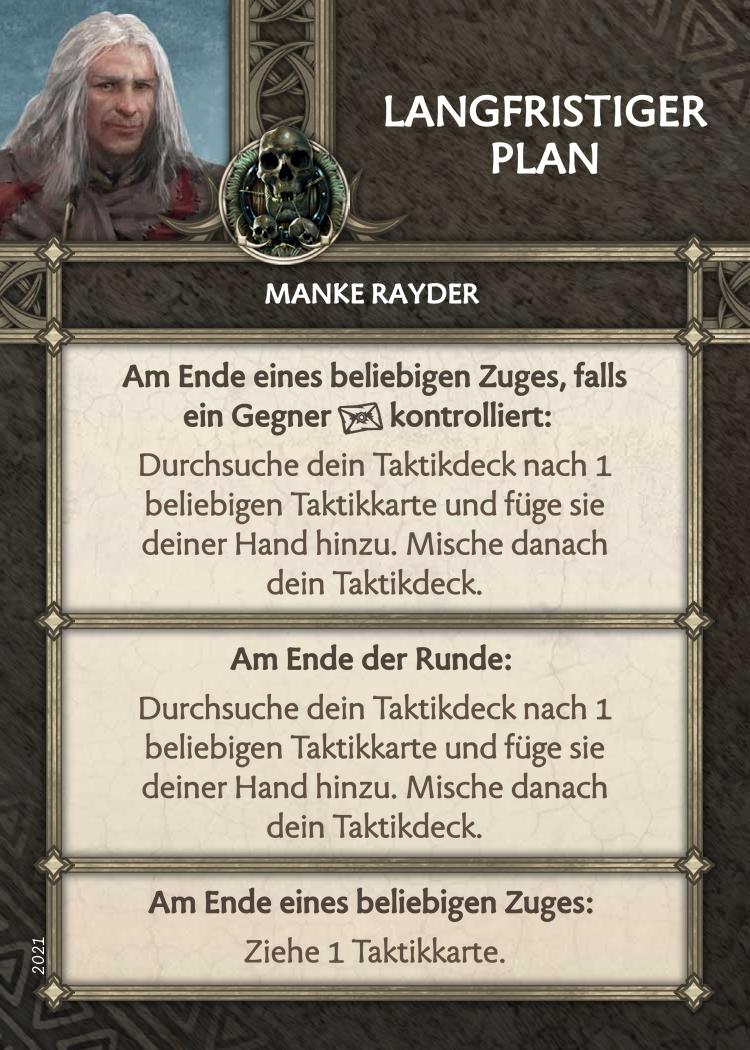 LANGFRISTIGER
PLAN
MANKE RAYDER
Am Ende eines beliebigen Zuges, falls
ein Gegner kontrolliert:
Durchsuche dein Taktikdeck nach 1
beliebigen Taktikkarte und füge sie
deiner Hand hinzu. Mische danach
dein Taktikdeck.
Am Ende der Runde:
Durchsuche dein Taktikdeck nach 1
beliebigen Taktikkarte und füge sie
deiner Hand hinzu. Mische danach
dein Taktikdeck.
Am Ende eines beliebigen Zuges:
Ziehe 1 Taktikkarte.
2021